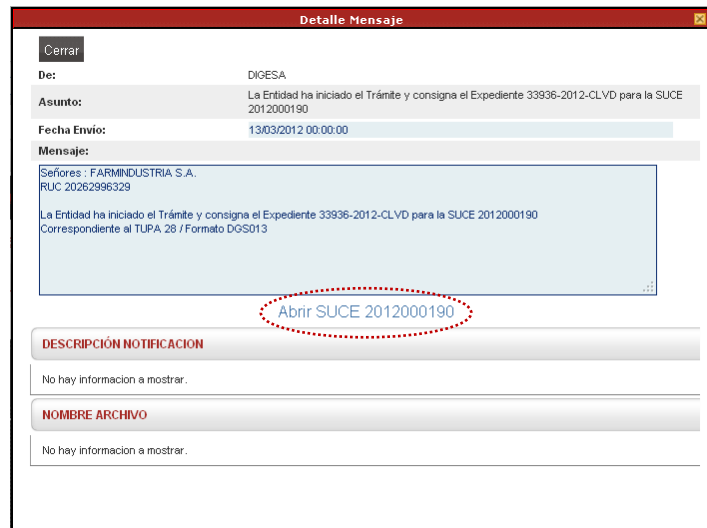 Detalle Mensaje
Cerrar
De: DIGESA
Asunto: La Entidad ha iniciado el Trámite y consigna el Expediente 33936-2012-CLVD para la SUCE
2012000190
Fecha Envío: 13/03/2012 00:00:00
Mensaje:
Señores : FARMINDUSTRIA S.A.
RUC 20262996329
La Entidad ha iniciado el Trámite y consigna el Expediente 33936-2012-CLVD para la SUCE 2012000190
Correspondiente al TUPA 28 / Formato DGS013
Abrir SUCE 2012000190
DESCRIPCIÓN NOTIFICACION
No hay informacion a mostrar.
NOMBRE ARCHIVO
No hay informacion a mostrar.